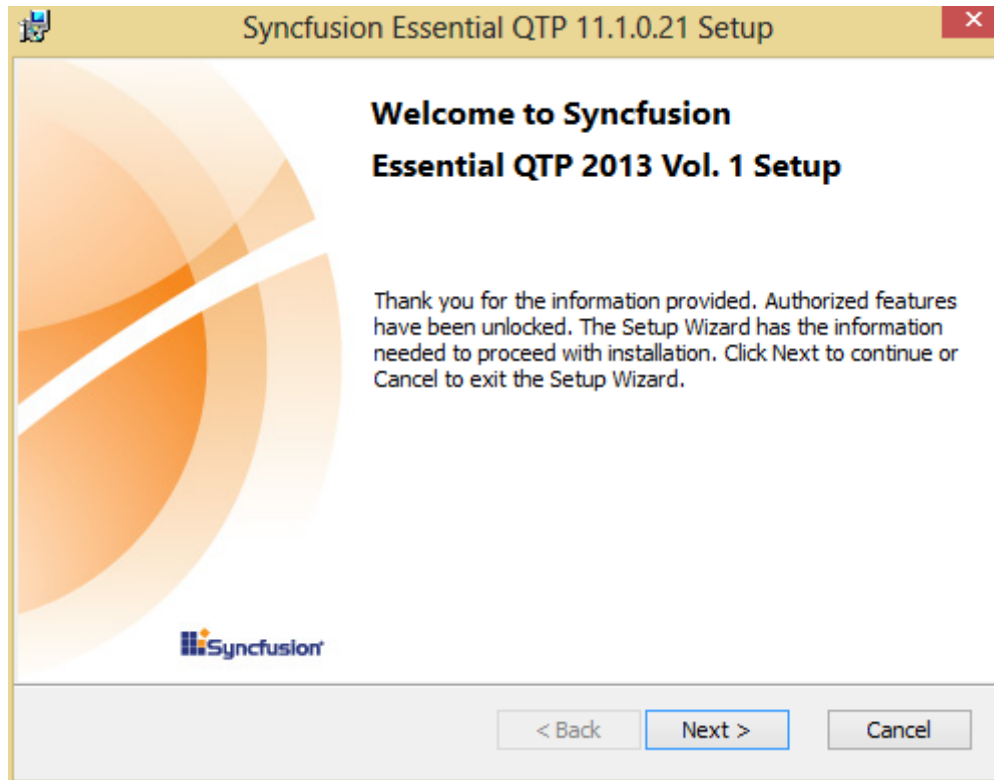 Syncfusion Essential QTP 11.1.0.21 Setup
Welcome to Syncfusion
Essential QTP 2013 Vol. 1 Setup
Thank you for the information provided. Authorized features
have been unlocked. The Setup Wizard has the information
needed to proceed with installation. Click Next to continue or
Cancel to exit the Setup Wizard.
Syncfusion
< Back Next > Cancel